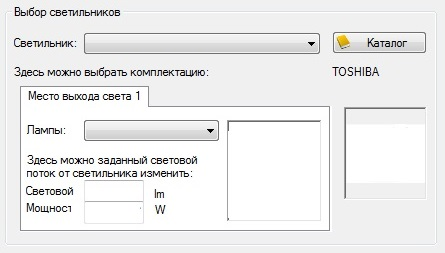 Выбор светильников
Светильник:
Каталог
Здесь можно выбрать комплектацию:
TOSHIBA
Место выхода света 1
Лампы:
Здесь можно заданный световой
поток от светильника изменить:
Световой lm
Мощност W